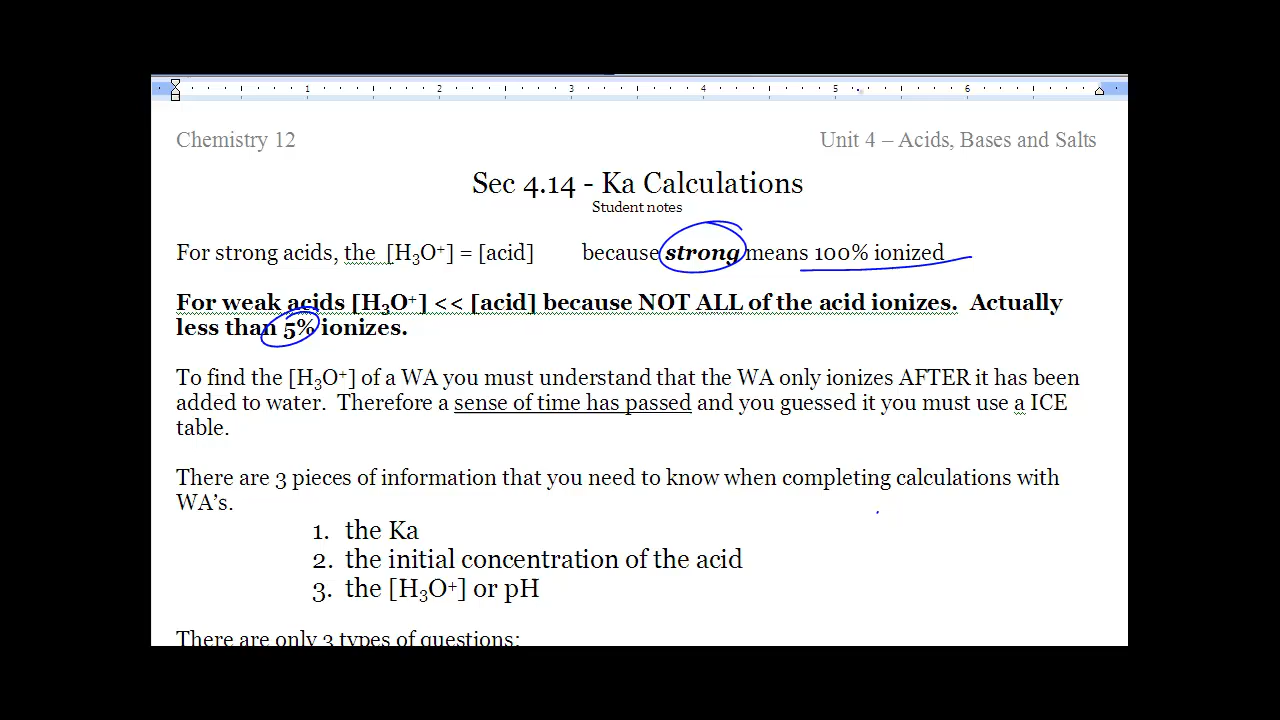 1 2 3 4 5 6
Chemistry 12 Unit 4 – Acids, Bases and Salts
Sec 4.14 - Ka Calculations
Student notes
For strong acids, the [H₃O⁺] = [acid] because strong means 100% ionized
For weak acids [H₃O⁺] << [acid] because NOT ALL of the acid ionizes. Actually
less than 5% ionizes.
To find the [H₃O⁺] of a WA you must understand that the WA only ionizes AFTER it has been
added to water. Therefore a sense of time has passed and you guessed it you must use a ICE
table.
There are 3 pieces of information that you need to know when completing calculations with
WA’s.
1. the Ka
2. the initial concentration of the acid
3. the [H₃O⁺] or pH
There are only 3 types of questions: